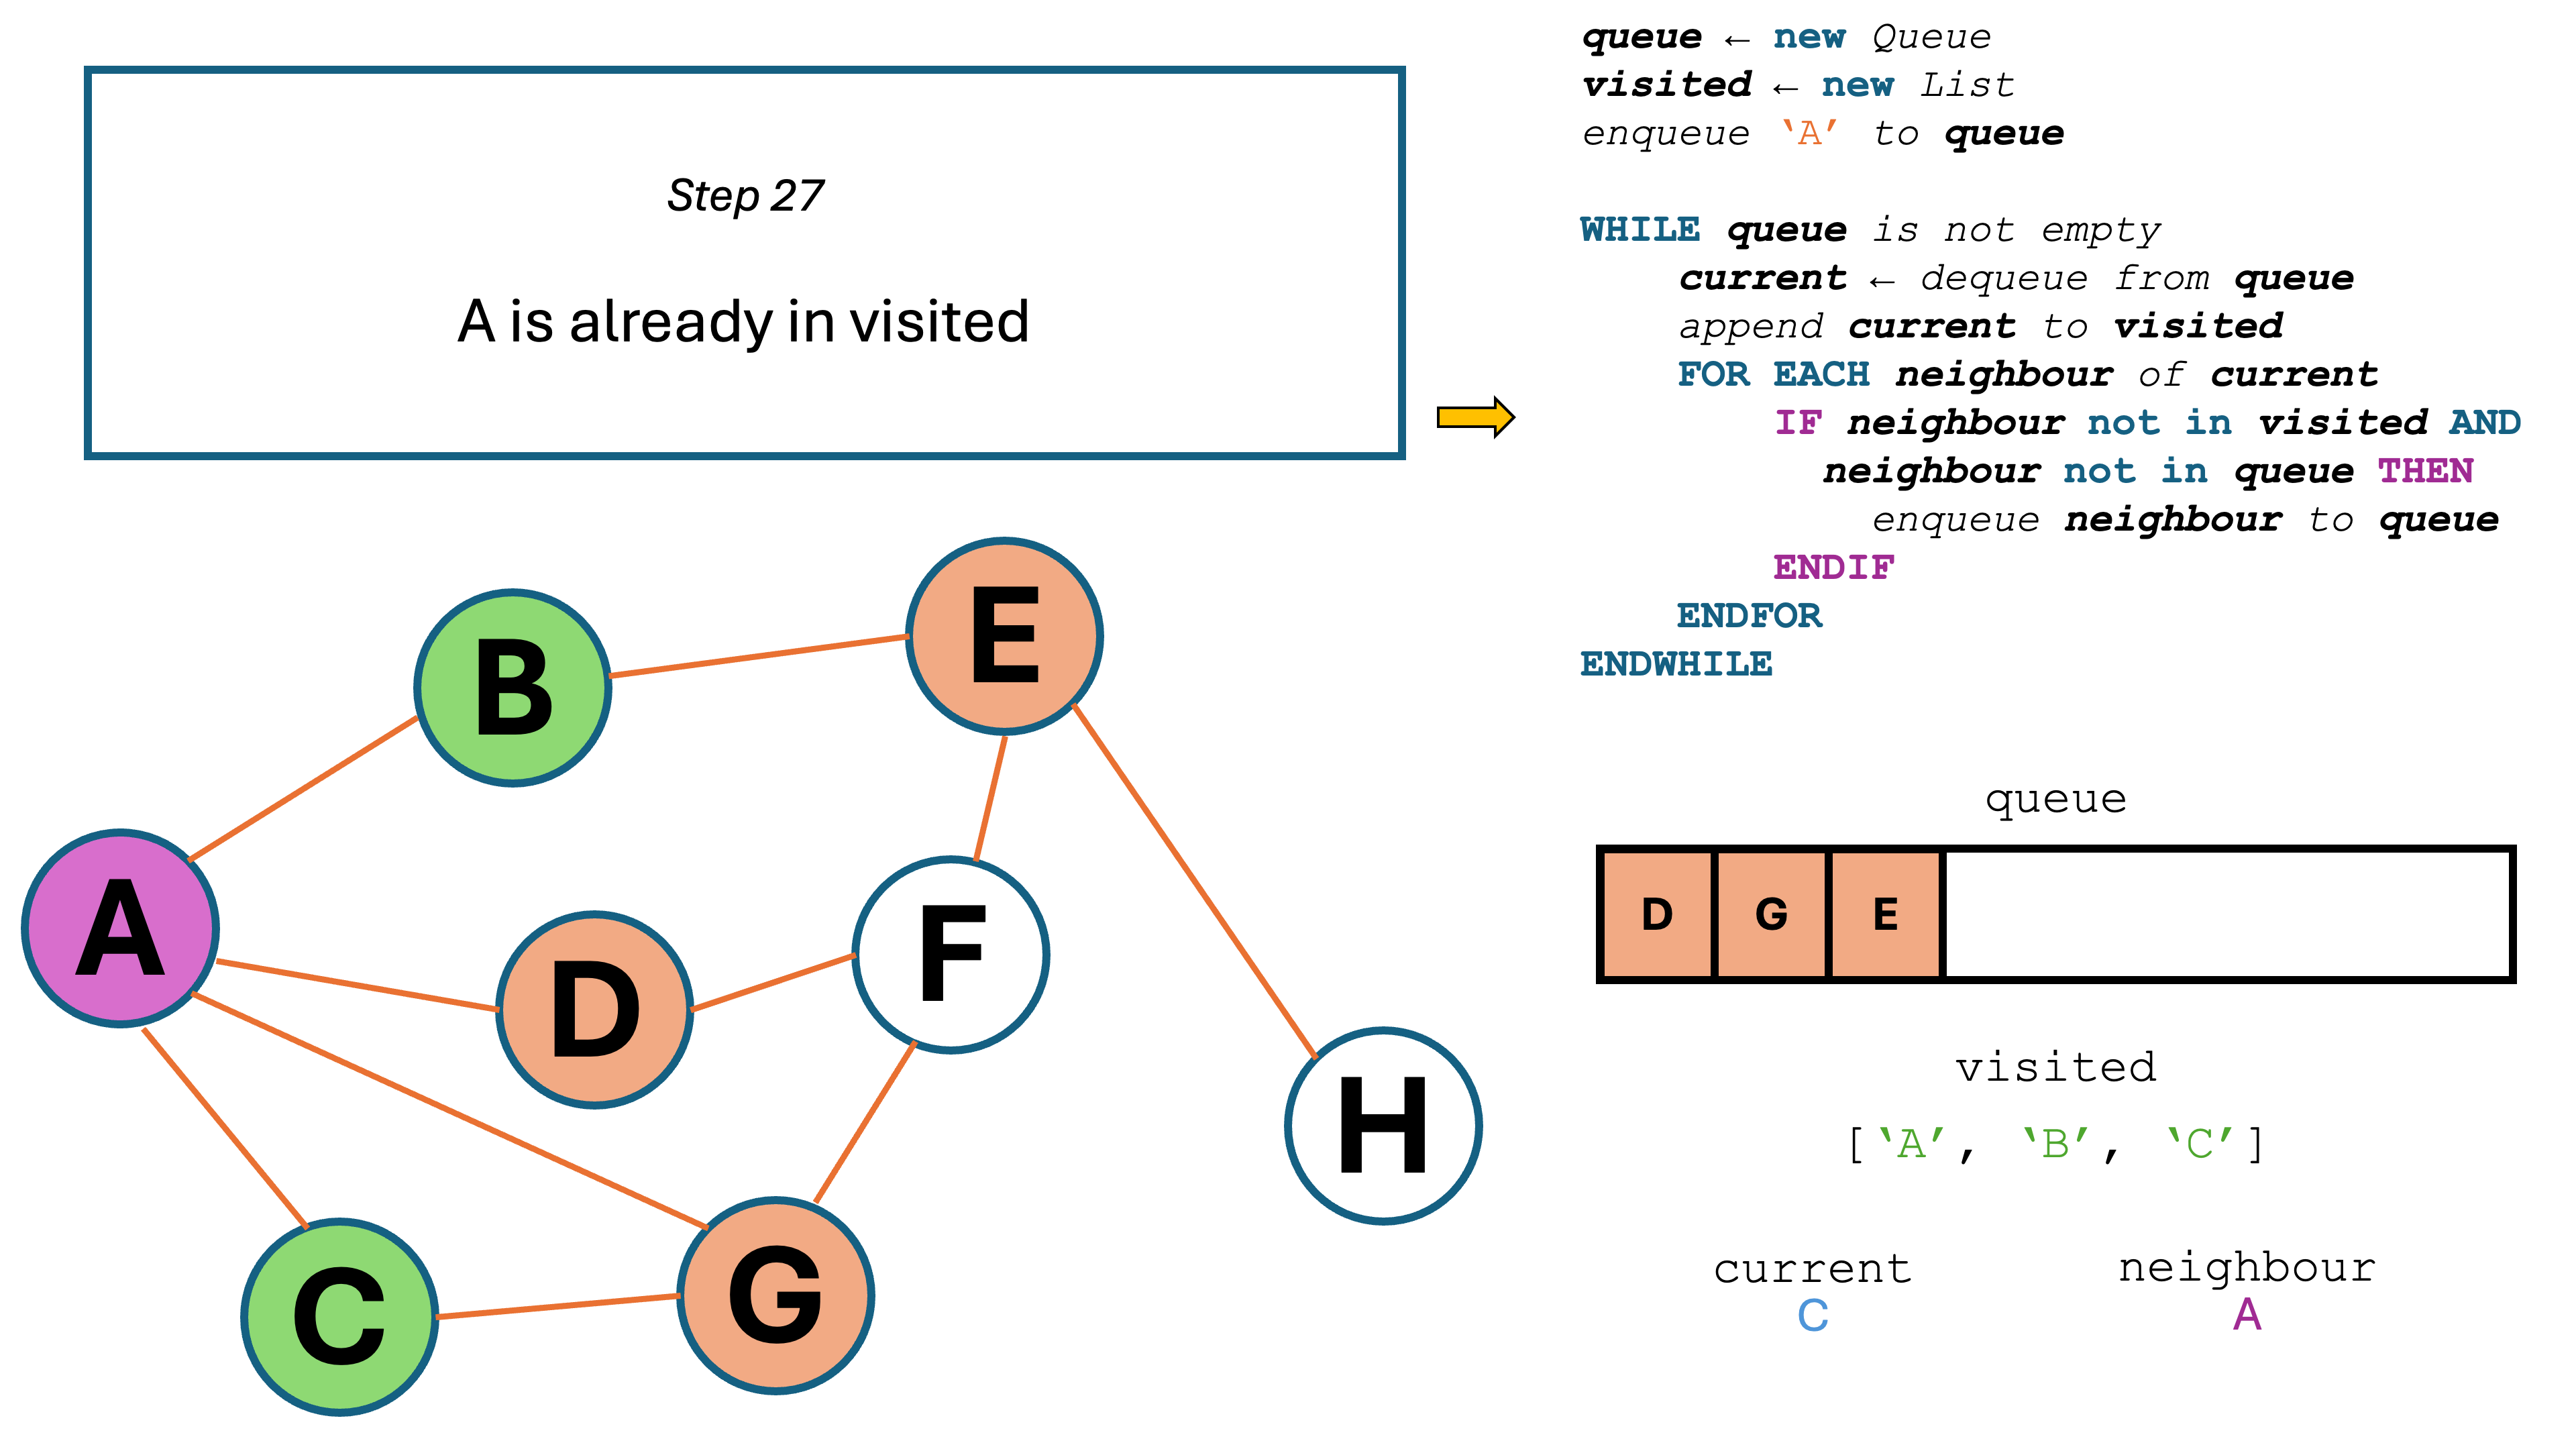 Step 27
A is already in visited
queue ← new Queue
visited ← new List
enqueue ‘A’ to queue
WHILE queue is not empty
current ← dequeue from queue
append current to visited
FOR EACH neighbour of current
IF neighbour not in visited AND
neighbour not in queue THEN
enqueue neighbour to queue
ENDIF
ENDFOR
ENDWHILE
B
E
A
D
F
H
C
G
queue
D G E
visited
[‘A’, ‘B’, ‘C’]
current neighbour
C A